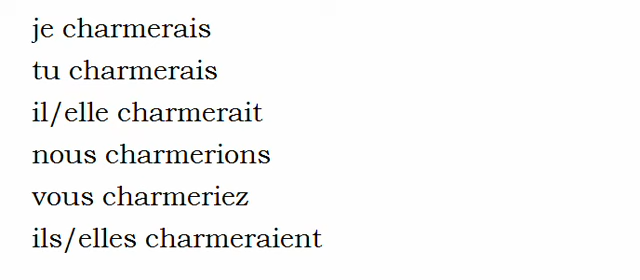 je charmerais
tu charmerais
il/elle charmerait
nous charmerions
vous charmeriez
ils/elles charmeraient